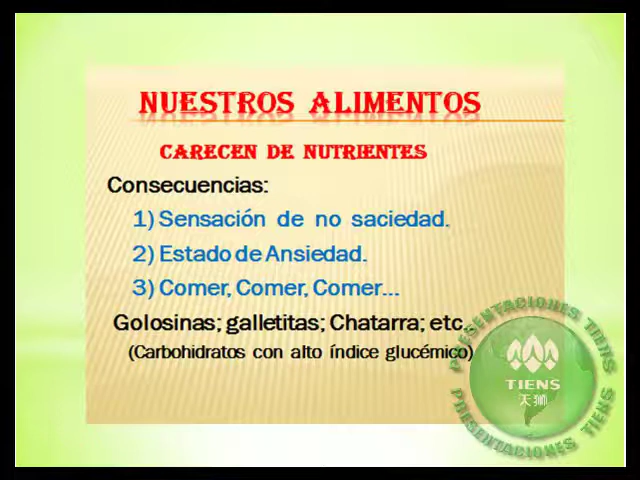 NUESTROS ALIMENTOS
CARECEN DE NUTRIENTES
Consecuencias:
1) Sensación de no saciedad.
2) Estado de Ansiedad.
3) Comer, Comer, Comer...
Golosinas; galletitas; Chatarra; etc..
(Carbohidratos con alto índice glucémico)
PRESENTACIONES TIENS
TIENS
天狮
PRESENTACIONES TIENS